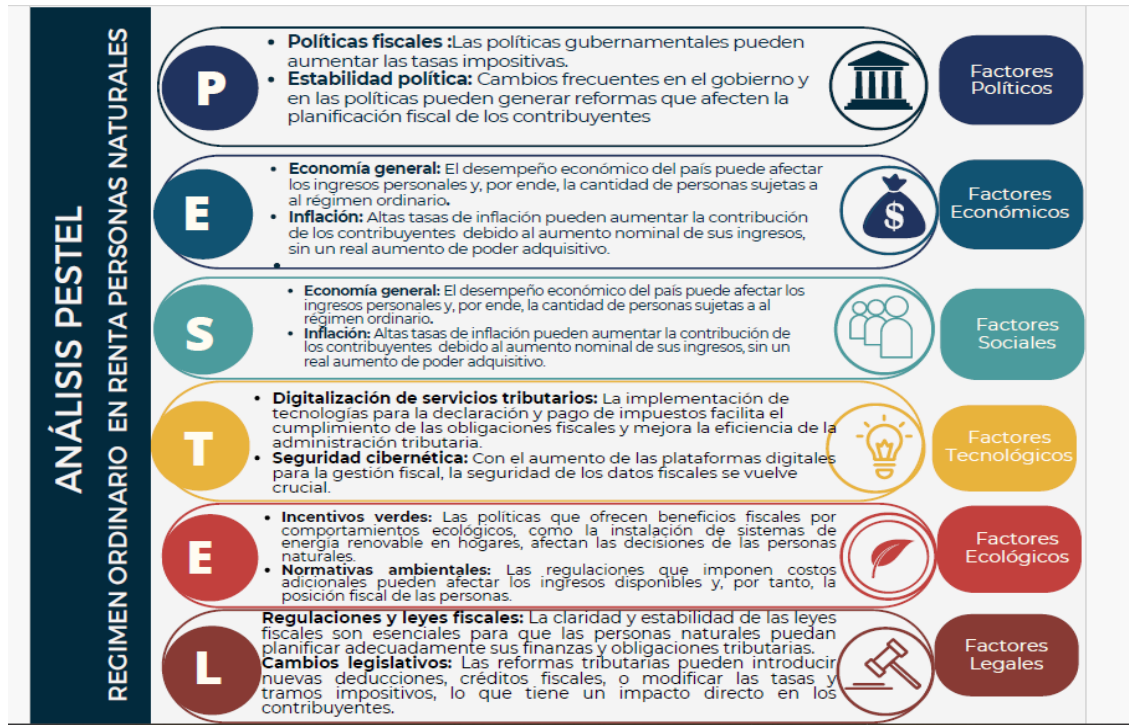 ANÁLISIS PESTEL
REGIMEN ORDINARIO EN RENTA PERSONAS NATURALES
P
• Políticas fiscales :Las políticas gubernamentales pueden
aumentar las tasas impositivas.
• Estabilidad política: Cambios frecuentes en el gobierno y
en las políticas pueden generar reformas que afecten la
planificación fiscal de los contribuyentes
Factores
Políticos
E
• Economía general: El desempeño económico del país puede afectar
los ingresos personales y, por ende, la cantidad de personas sujetas a
al régimen ordinario.
• Inflación: Altas tasas de inflación pueden aumentar la contribución
de los contribuyentes debido al aumento nominal de sus ingresos,
sin un real aumento de poder adquisitivo.
•
$
Factores
Económicos
S
• Economía general: El desempeño económico del país puede afectar los
ingresos personales y, por ende, la cantidad de personas sujetas a al
régimen ordinario.
• Inflación: Altas tasas de inflación pueden aumentar la contribución de
los contribuyentes debido al aumento nominal de sus ingresos, sin un
real aumento de poder adquisitivo.
Factores
Sociales
T
• Digitalización de servicios tributarios: La implementación de
tecnologías para la declaración y pago de impuestos facilita el
cumplimiento de las obligaciones fiscales y mejora la eficiencia de la
administración tributaria.
• Seguridad cibernética: Con el aumento de las plataformas digitales
para la gestión fiscal, la seguridad de los datos fiscales se vuelve
crucial.
Factores
Tecnológicos
E
• Incentivos verdes: Las políticas que ofrecen beneficios fiscales por
comportamientos ecológicos, como la instalación de sistemas de
energía renovable en hogares, afectan las decisiones de las personas
naturales.
• Normativas ambientales: Las regulaciones que imponen costos
adicionales pueden afectar los ingresos disponibles y, por tanto, la
posición fiscal de las personas.
Factores
Ecológicos
L
Regulaciones y leyes fiscales: La claridad y estabilidad de las leyes
fiscales son esenciales para que las personas naturales puedan
planificar adecuadamente sus finanzas y obligaciones tributarias.
Cambios legislativos: Las reformas tributarias pueden introducir
nuevas deducciones, créditos fiscales, o modificar las tasas y
tramos impositivos, lo que tiene un impacto directo en los
contribuyentes.
Factores
Legales